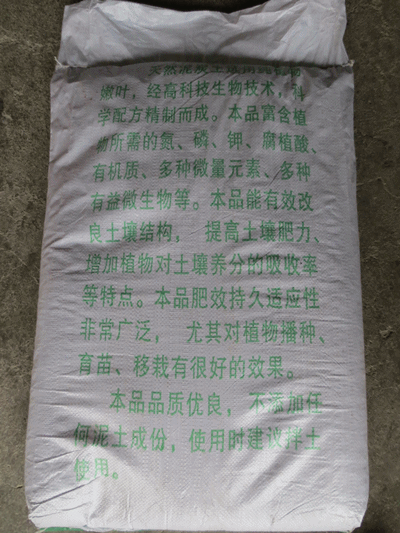 嫩叶，经高科技生物技术，科
学配方精制而成。本品富含植
物所需的氮、磷、钾、腐植酸、
有机质、多种微量元素、多种
有益微生物等。本品能有效改
良土壤结构，提高土壤肥力、
增加植物对土壤养分的吸收率
等特点。本品肥效持久适应性
非常广泛，尤其对植物播种、
育苗、移栽有很好的效果。
本品品质优良，不添加任
何泥土成份，使用时建议拌土
使用。